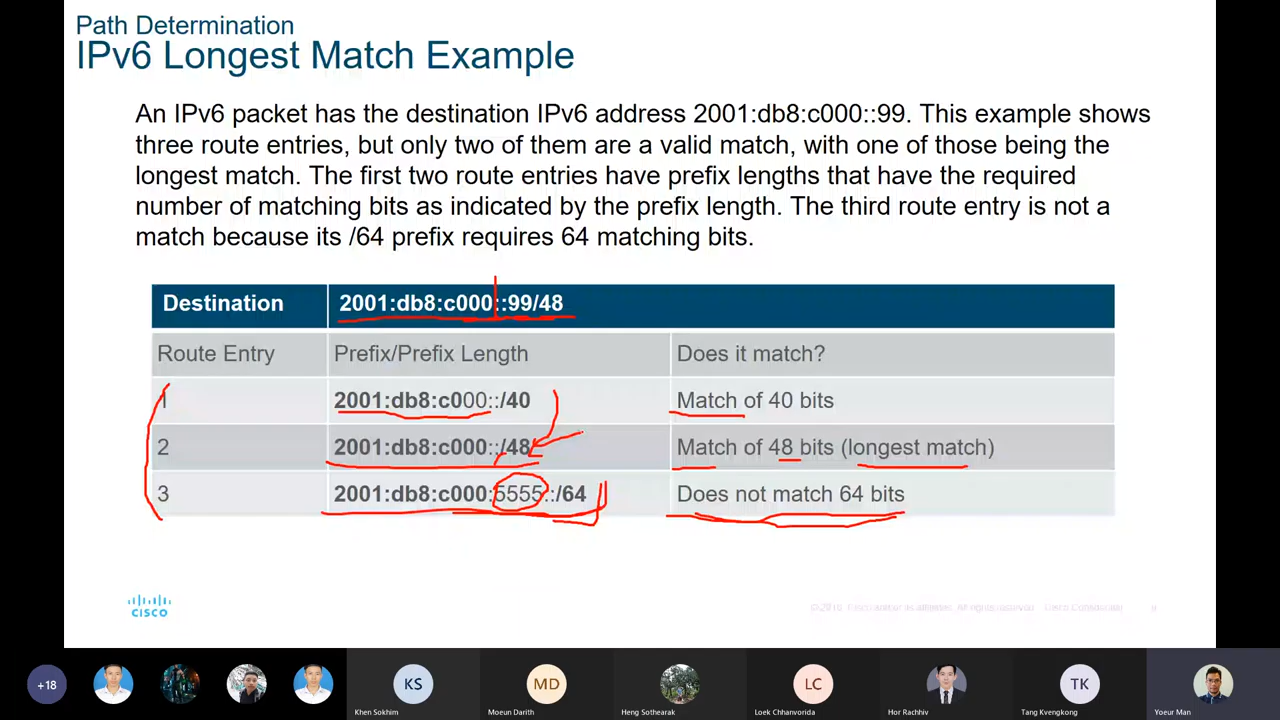 Path Determination
IPv6 Longest Match Example
An IPv6 packet has the destination IPv6 address 2001:db8:c000::99. This example shows
three route entries, but only two of them are a valid match, with one of those being the
longest match. The first two route entries have prefix lengths that have the required
number of matching bits as indicated by the prefix length. The third route entry is not a
match because its /64 prefix requires 64 matching bits.
Destination 2001:db8:c000::99/48
Route Entry Prefix/Prefix Length Does it match?
1 2001:db8:c000::/40 Match of 40 bits
2 2001:db8:c000::/48 Match of 48 bits (longest match)
3 2001:db8:c000:5555::/64 Does not match 64 bits
CISCO
All rights reserved. Cisco Confidential
+18 KS MD LC TK
Khen Sokhim Moeun Darith Heng Sothearak Loek Chhanvorida Hor Rachhiv Tang Kvengkong Yoeur Man